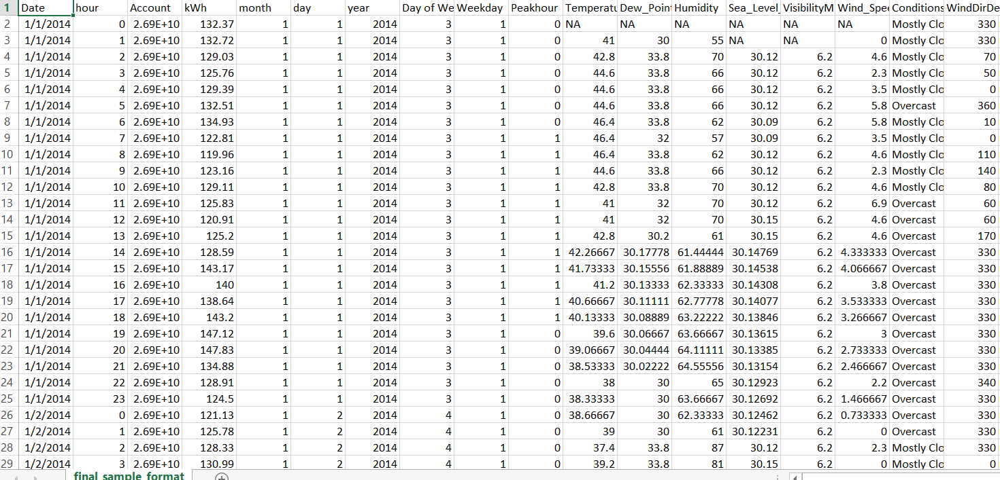 1 Date hour Account kWh month day year Day of We Weekday Peakhour Temperatu Dew_Poin Humidity Sea_Level_ VisibilityM Wind_Spee Conditions WindDirDe
2 1/1/2014 0 2.69E+10 132.37 1 1 2014 3 1 0 NA NA NA NA NA NA Mostly Clo 330
3 1/1/2014 1 2.69E+10 132.72 1 1 2014 3 1 0 41 30 55 NA NA 0 Mostly Clo 330
4 1/1/2014 2 2.69E+10 129.03 1 1 2014 3 1 0 42.8 33.8 70 30.12 6.2 4.6 Mostly Clo 70
5 1/1/2014 3 2.69E+10 125.76 1 1 2014 3 1 0 44.6 33.8 66 30.12 6.2 2.3 Mostly Clo 50
6 1/1/2014 4 2.69E+10 129.39 1 1 2014 3 1 0 44.6 33.8 66 30.12 6.2 3.5 Mostly Clo 0
7 1/1/2014 5 2.69E+10 132.51 1 1 2014 3 1 0 44.6 33.8 66 30.12 6.2 5.8 Overcast 360
8 1/1/2014 6 2.69E+10 134.93 1 1 2014 3 1 0 46.4 33.8 62 30.09 6.2 5.8 Mostly Clo 10
9 1/1/2014 7 2.69E+10 122.81 1 1 2014 3 1 1 46.4 32 57 30.09 6.2 3.5 Mostly Clo 0
10 1/1/2014 8 2.69E+10 119.96 1 1 2014 3 1 1 46.4 33.8 62 30.12 6.2 4.6 Mostly Clo 110
11 1/1/2014 9 2.69E+10 123.16 1 1 2014 3 1 1 44.6 33.8 66 30.12 6.2 2.3 Mostly Clo 140
12 1/1/2014 10 2.69E+10 129.11 1 1 2014 3 1 1 42.8 33.8 70 30.12 6.2 4.6 Mostly Clo 80
13 1/1/2014 11 2.69E+10 125.83 1 1 2014 3 1 1 41 32 70 30.12 6.2 6.9 Overcast 60
14 1/1/2014 12 2.69E+10 120.91 1 1 2014 3 1 1 41 32 70 30.15 6.2 4.6 Overcast 60
15 1/1/2014 13 2.69E+10 125.2 1 1 2014 3 1 1 42.8 30.2 61 30.15 6.2 4.6 Overcast 170
16 1/1/2014 14 2.69E+10 128.59 1 1 2014 3 1 1 42.26667 30.17778 61.44444 30.14769 6.2 4.333333 Overcast 330
17 1/1/2014 15 2.69E+10 143.17 1 1 2014 3 1 1 41.73333 30.15556 61.88889 30.14538 6.2 4.066667 Overcast 330
18 1/1/2014 16 2.69E+10 140 1 1 2014 3 1 1 41.2 30.13333 62.33333 30.14308 6.2 3.8 Overcast 330
19 1/1/2014 17 2.69E+10 138.64 1 1 2014 3 1 1 40.66667 30.11111 62.77778 30.14077 6.2 3.533333 Overcast 330
20 1/1/2014 18 2.69E+10 143.2 1 1 2014 3 1 1 40.13333 30.08889 63.22222 30.13846 6.2 3.266667 Overcast 330
21 1/1/2014 19 2.69E+10 147.12 1 1 2014 3 1 0 39.6 30.06667 63.66667 30.13615 6.2 3 Overcast 330
22 1/1/2014 20 2.69E+10 147.83 1 1 2014 3 1 0 39.06667 30.04444 64.11111 30.13385 6.2 2.733333 Overcast 330
23 1/1/2014 21 2.69E+10 134.88 1 1 2014 3 1 0 38.53333 30.02222 64.55556 30.13154 6.2 2.466667 Overcast 330
24 1/1/2014 22 2.69E+10 128.91 1 1 2014 3 1 0 38 30 65 30.12923 6.2 2.2 Overcast 340
25 1/1/2014 23 2.69E+10 124.5 1 1 2014 3 1 0 38.33333 30 63.66667 30.12692 6.2 1.466667 Overcast 330
26 1/2/2014 0 2.69E+10 121.13 1 2 2014 4 1 0 38.66667 30 62.33333 30.12462 6.2 0.733333 Overcast 330
27 1/2/2014 1 2.69E+10 125.78 1 2 2014 4 1 0 39 30 61 30.12231 6.2 0 Overcast 330
28 1/2/2014 2 2.69E+10 128.33 1 2 2014 4 1 0 37.4 33.8 87 30.12 6.2 2.3 Mostly Clo 330
29 1/2/2014 3 2.69E+10 130.99 1 2 2014 4 1 0 39.2 33.8 81 30.15 6.2 0 Mostly Clo 0
final_sample_format